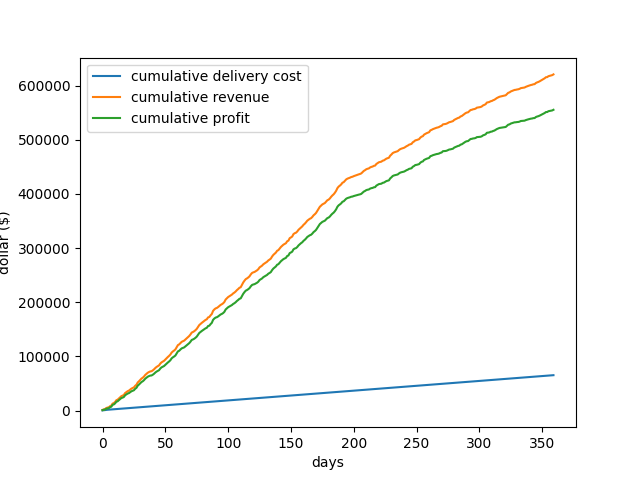 cumulative delivery cost
cumulative revenue
cumulative profit
600000
500000
400000
300000
200000
100000
0
dollar ($)
0 50 100 150 200 250 300 350
days